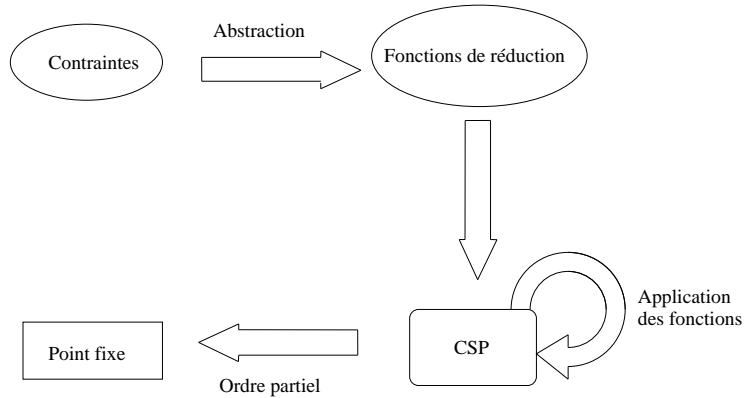 Abstraction
Contraintes
Fonctions de réduction
Application
des fonctions
CSP
Point fixe
Ordre partiel